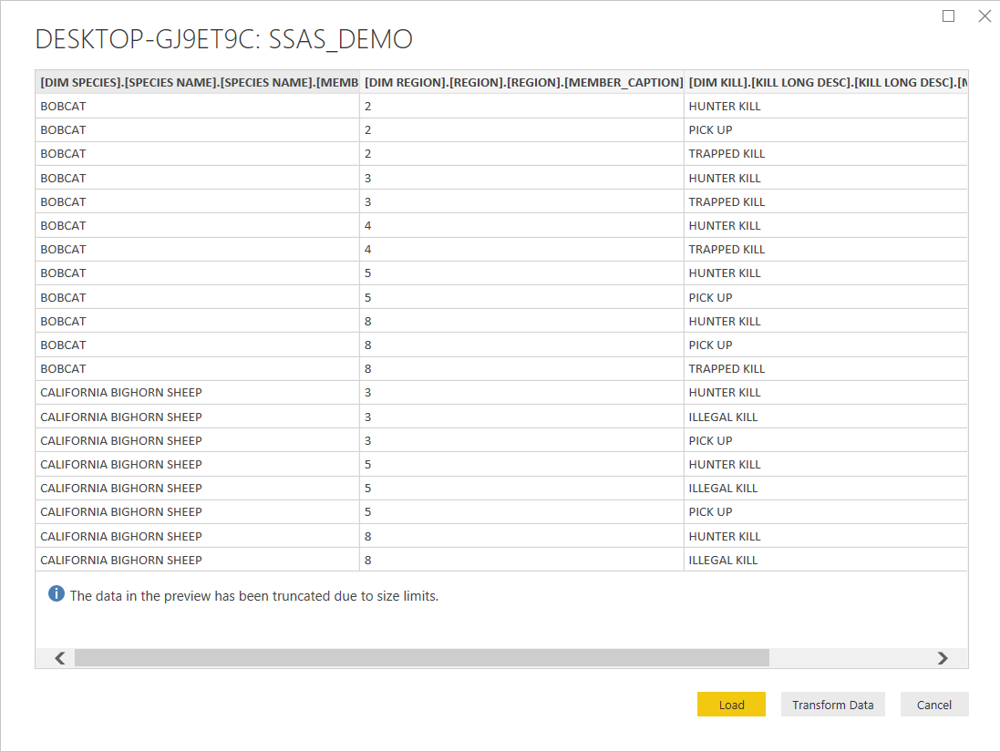 DESKTOP-GJ9ET9C: SSAS_DEMO
[DIM SPECIES].[SPECIES NAME].[SPECIES NAME].[MEMB [DIM REGION].[REGION].[REGION].[MEMBER_CAPTION] [DIM KILL].[KILL LONG DESC].[KILL LONG DESC].[M
BOBCAT 2 HUNTER KILL
BOBCAT 2 PICK UP
BOBCAT 2 TRAPPED KILL
BOBCAT 3 HUNTER KILL
BOBCAT 3 TRAPPED KILL
BOBCAT 4 HUNTER KILL
BOBCAT 4 TRAPPED KILL
BOBCAT 5 HUNTER KILL
BOBCAT 5 PICK UP
BOBCAT 8 HUNTER KILL
BOBCAT 8 PICK UP
BOBCAT 8 TRAPPED KILL
CALIFORNIA BIGHORN SHEEP 3 HUNTER KILL
CALIFORNIA BIGHORN SHEEP 3 ILLEGAL KILL
CALIFORNIA BIGHORN SHEEP 3 PICK UP
CALIFORNIA BIGHORN SHEEP 5 HUNTER KILL
CALIFORNIA BIGHORN SHEEP 5 ILLEGAL KILL
CALIFORNIA BIGHORN SHEEP 5 PICK UP
CALIFORNIA BIGHORN SHEEP 8 HUNTER KILL
CALIFORNIA BIGHORN SHEEP 8 ILLEGAL KILL
The data in the preview has been truncated due to size limits.
Load Transform Data Cancel